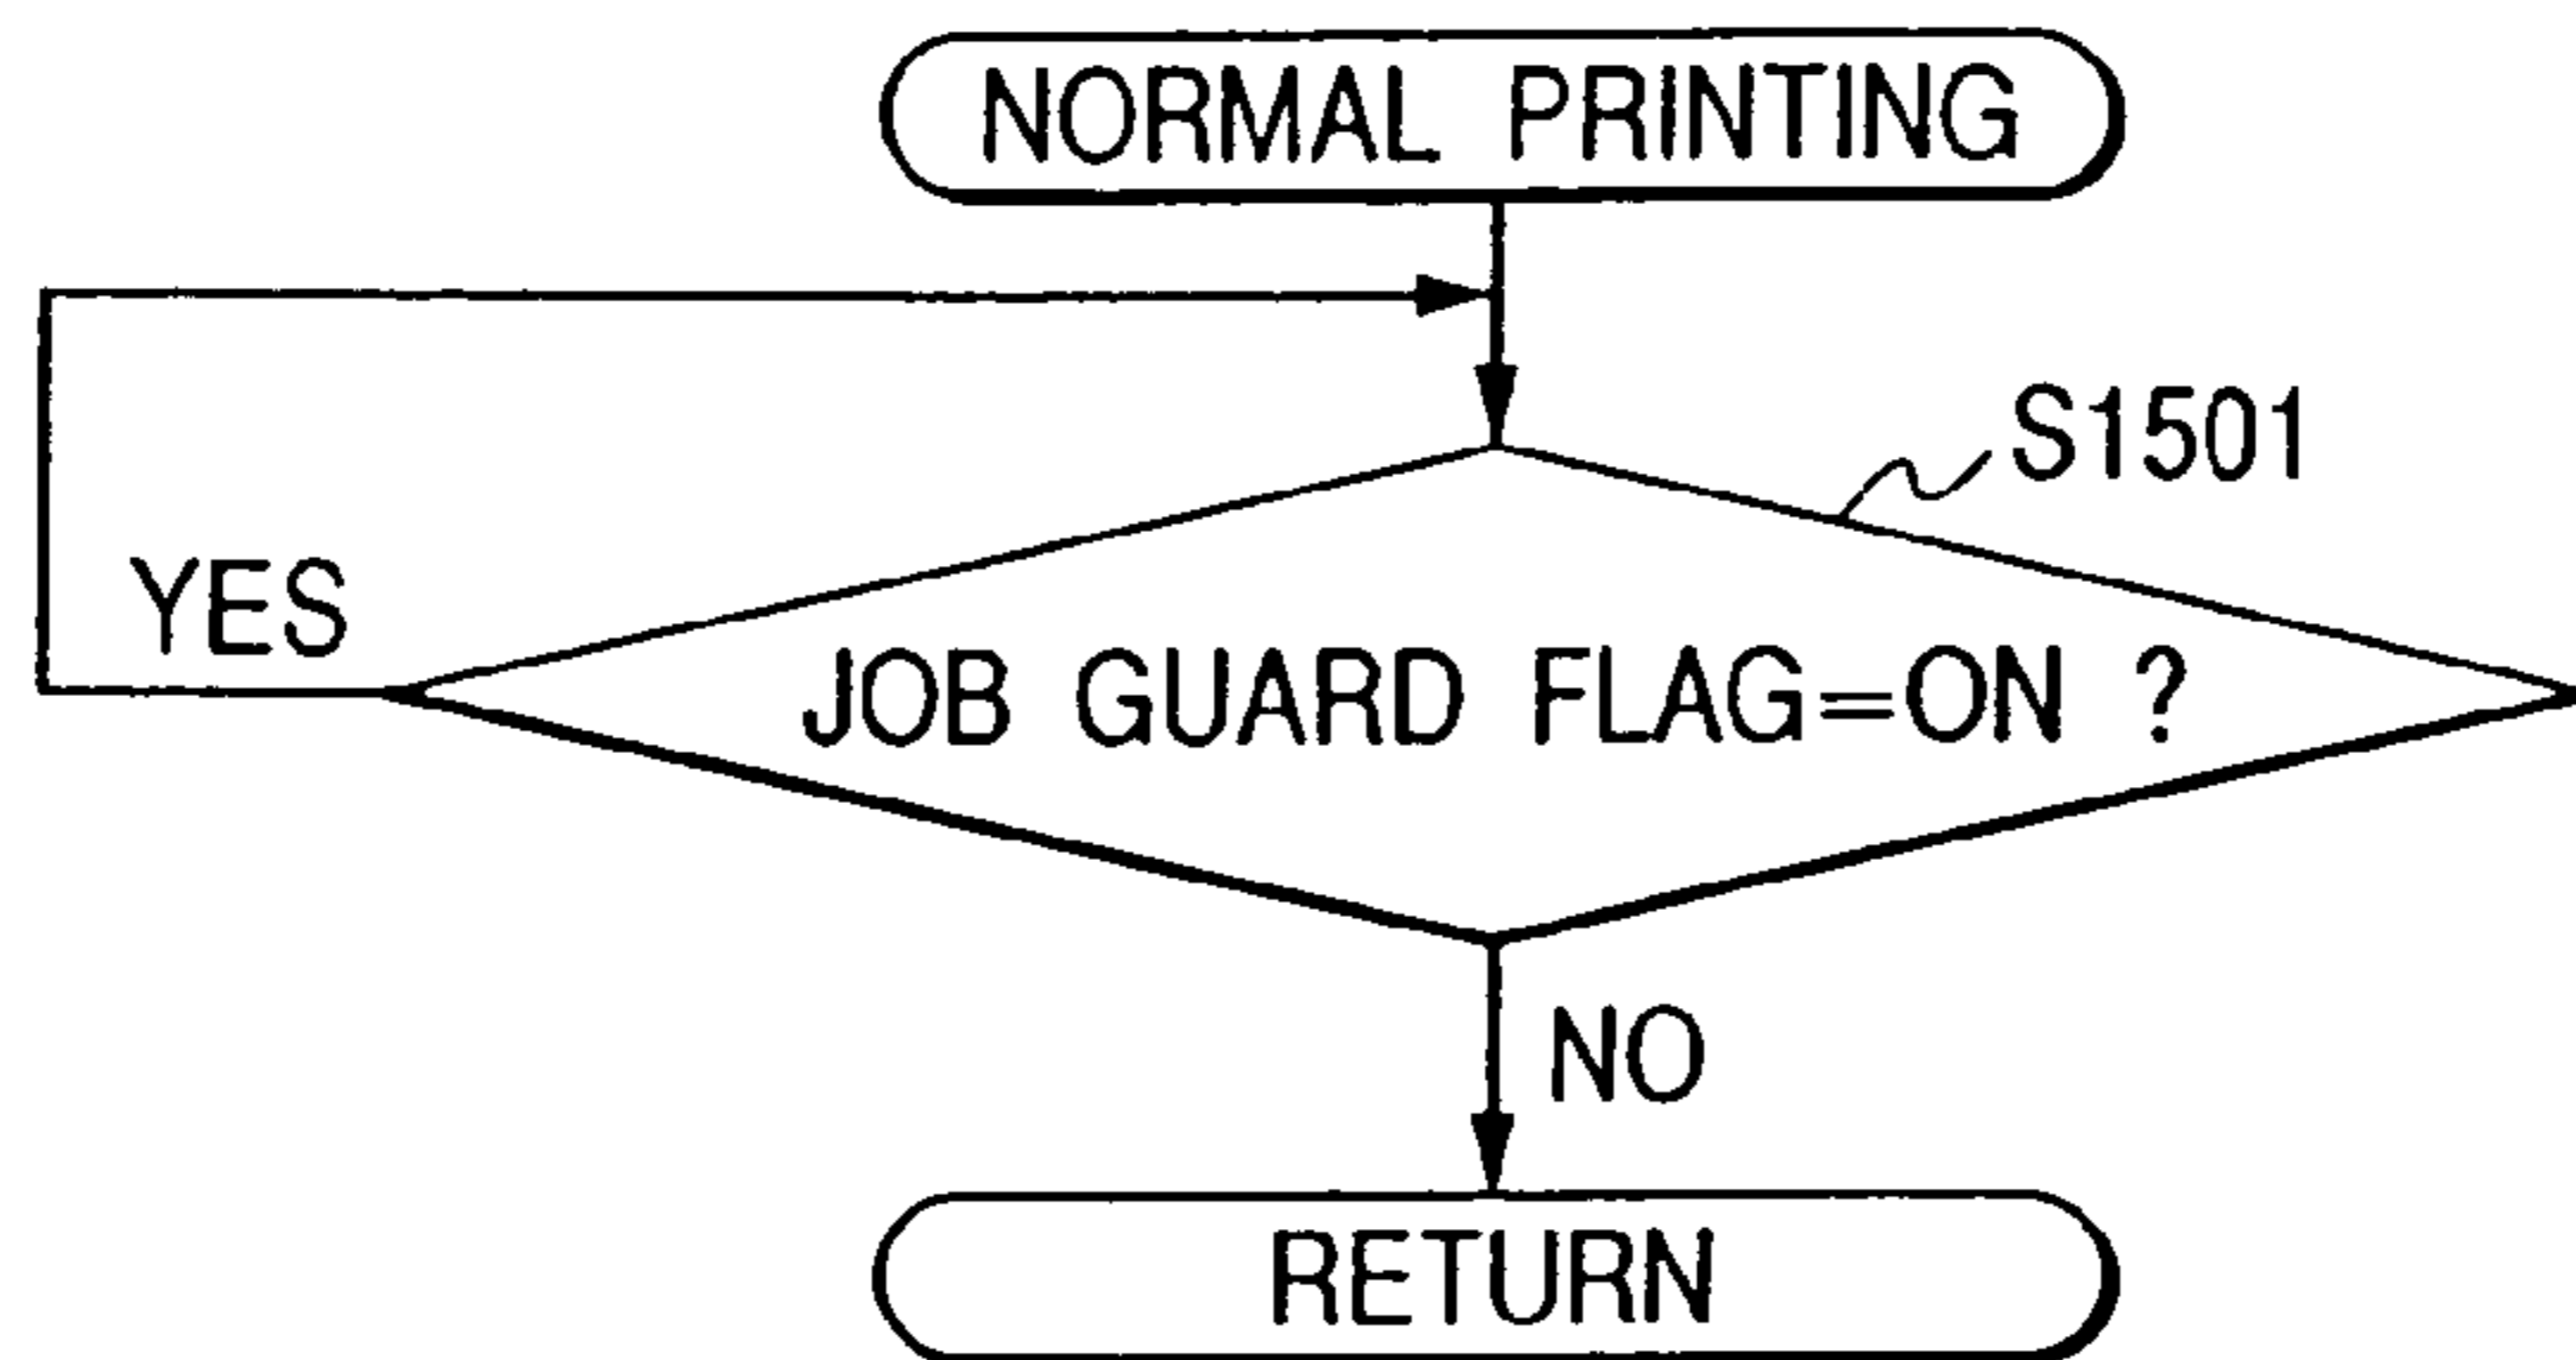 NORMAL PRINTING
S1501
YES
JOB GUARD FLAG=ON ?
NO
RETURN